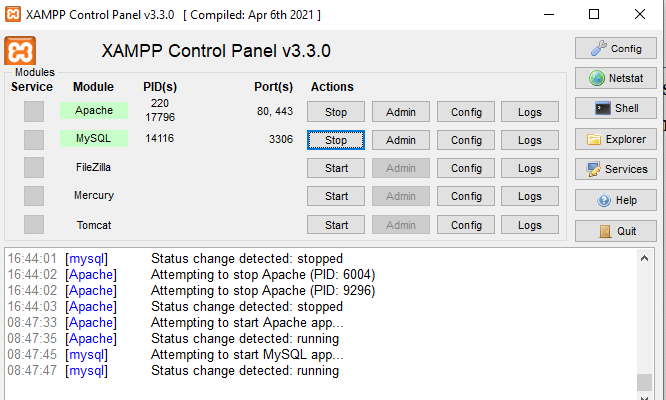 XAMPP Control Panel v3.3.0 [ Compiled: Apr 6th 2021 ]
XAMPP Control Panel v3.3.0
Config
Modules
Service Module PID(s) Port(s) Actions
Netstat
Apache 220 17796 80, 443 Stop Admin Config Logs
Shell
MySQL 14116 3306 Stop Admin Config Logs
Explorer
FileZilla Start Admin Config Logs
Services
Mercury Start Admin Config Logs
Help
Tomcat Start Admin Config Logs
Quit
16:44:01 [mysql] Status change detected: stopped
16:44:02 [Apache] Attempting to stop Apache (PID: 6004)
16:44:02 [Apache] Attempting to stop Apache (PID: 9296)
16:44:03 [Apache] Status change detected: stopped
08:47:33 [Apache] Attempting to start Apache app...
08:47:35 [Apache] Status change detected: running
08:47:45 [mysql] Attempting to start MySQL app...
08:47:47 [mysql] Status change detected: running